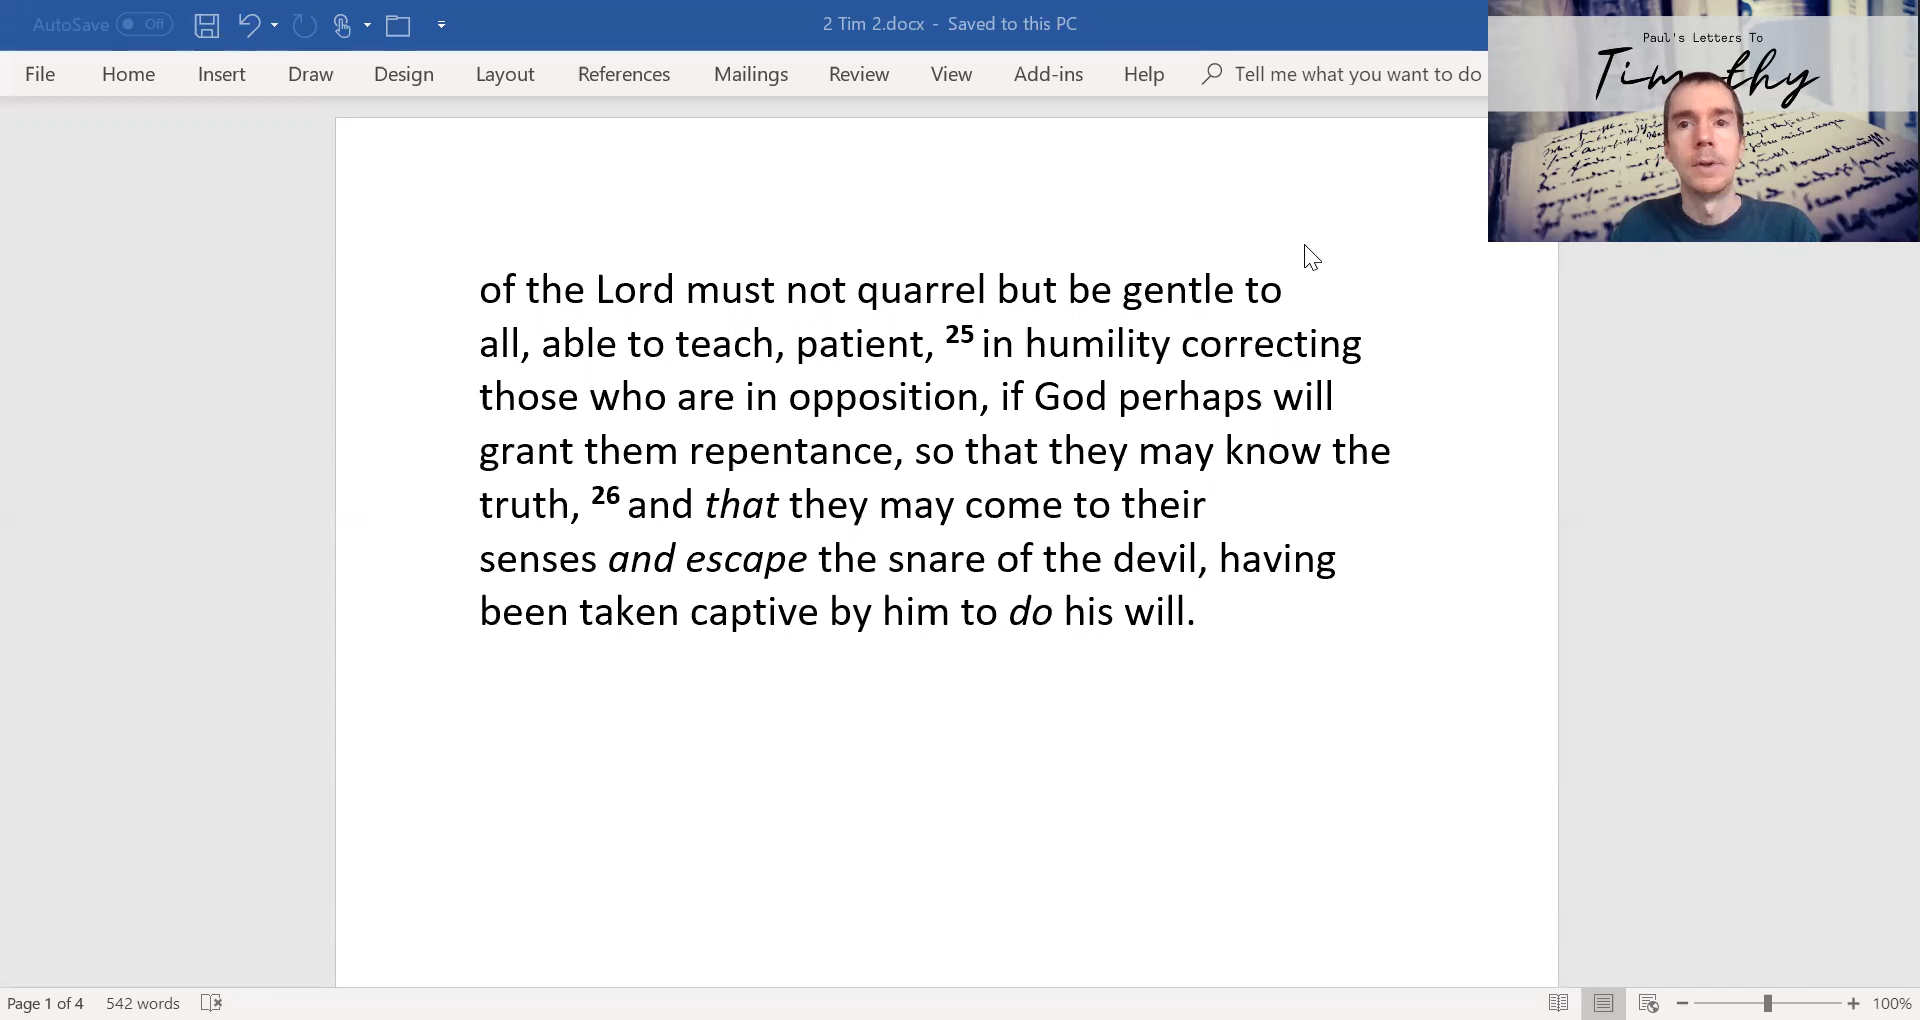 AutoSave Off
2 Tim 2.docx - Saved to this PC
File Home Insert Draw Design Layout References Mailings Review View Add-ins Help Tell me what you want to do
Paul's Letters To
Timothy
of the Lord must not quarrel but be gentle to
all, able to teach, patient, 25 in humility correcting
those who are in opposition, if God perhaps will
grant them repentance, so that they may know the
truth, 26 and that they may come to their
senses and escape the snare of the devil, having
been taken captive by him to do his will.
Page 1 of 4 542 words 100%